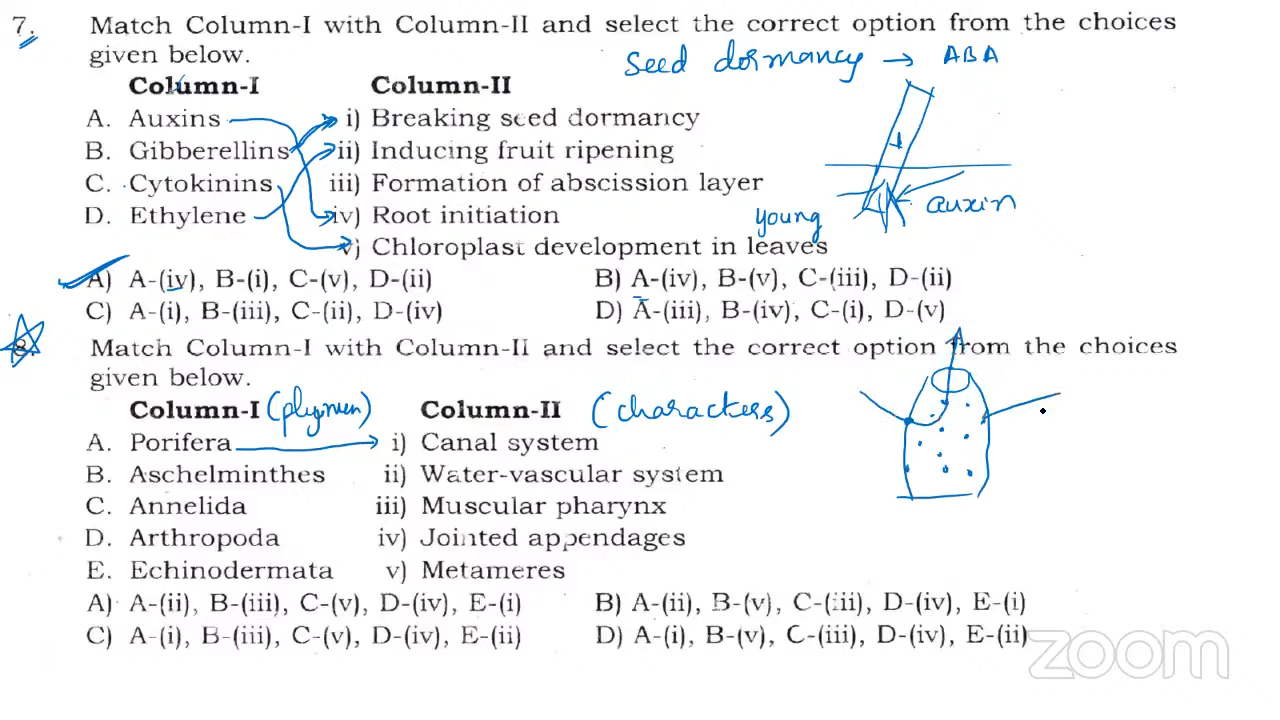 7. Match Column-I with Column-II and select the correct option from the choices
given below.
Seed dormancy → ABA
Column-I Column-II
A. Auxins i) Breaking seed dormancy
B. Gibberellins ii) Inducing fruit ripening
C. Cytokinins iii) Formation of abscission layer
D. Ethylene iv) Root initiation
young auxin
v) Chloroplast development in leaves
A) A-(iv), B-(i), C-(v), D-(ii) B) A-(iv), B-(v), C-(iii), D-(ii)
C) A-(i), B-(iii), C-(ii), D-(iv) D) A-(iii), B-(iv), C-(i), D-(v)
8. Match Column-I with Column-II and select the correct option from the choices
given below.
Column-I Column-II (characters)
A. Porifera i) Canal system
B. Aschelminthes ii) Water-vascular system
C. Annelida iii) Muscular pharynx
D. Arthropoda iv) Jointed appendages
E. Echinodermata v) Metameres
A) A-(ii), B-(iii), C-(v), D-(iv), E-(i) B) A-(ii), B-(v), C-(iii), D-(iv), E-(i)
C) A-(i), B-(iii), C-(v), D-(iv), E-(ii) D) A-(i), B-(v), C-(iii), D-(iv), E-(ii)
zoom